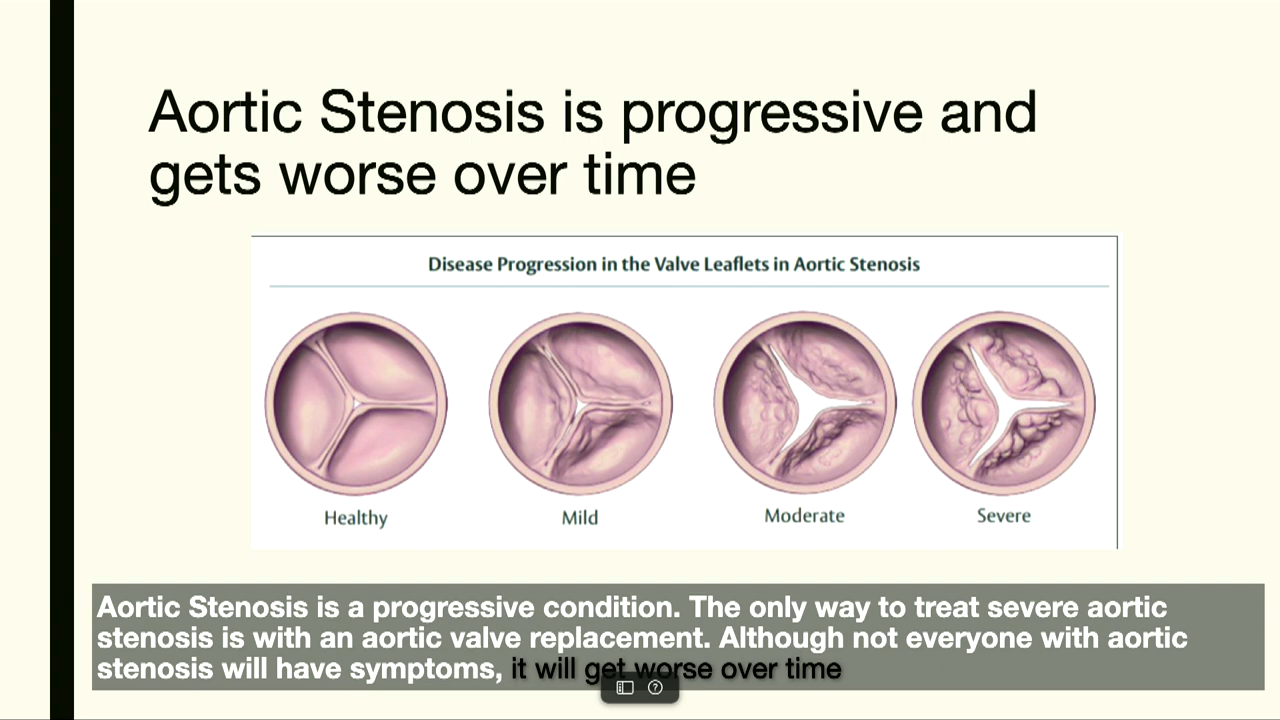 Aortic Stenosis is progressive and
gets worse over time
Disease Progression in the Valve Leaflets in Aortic Stenosis
Healthy
Mild
Moderate
Severe
Aortic Stenosis is a progressive condition. The only way to treat severe aortic
stenosis is with an aortic valve replacement. Although not everyone with aortic
stenosis will have symptoms, it will get worse over time